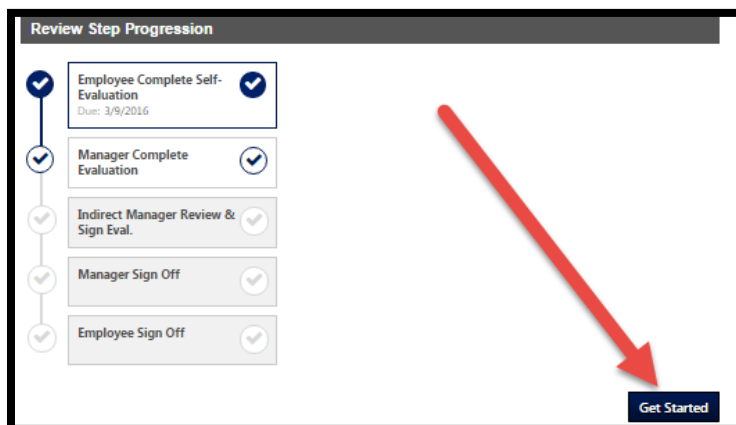 Review Step Progression
Employee Complete Self-
Evaluation
Due: 3/9/2016
Manager Complete
Evaluation
Indirect Manager Review &
Sign Eval.
Manager Sign Off
Employee Sign Off
Get Started